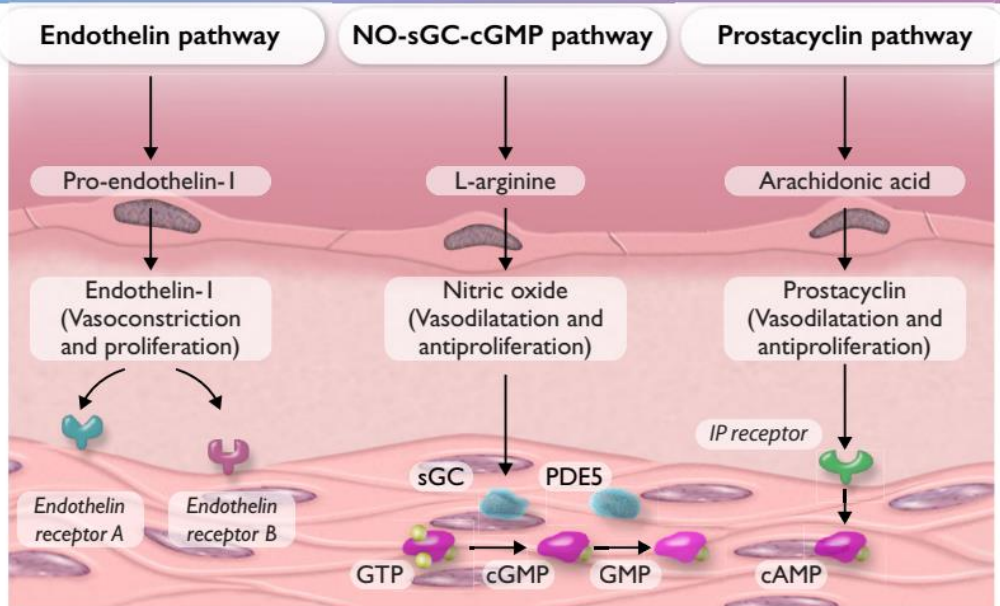 Endothelin pathway
NO-sGC-cGMP pathway
Prostacyclin pathway
Pro-endothelin-1
L-arginine
Arachidonic acid
Endothelin-1
(Vasoconstriction
and proliferation)
Nitric oxide
(Vasodilatation and
antiproliferation)
Prostacyclin
(Vasodilatation and
antiproliferation)
IP receptor
sGC
PDE5
Endothelin
receptor A
Endothelin
receptor B
GTP
cGMP
GMP
cAMP